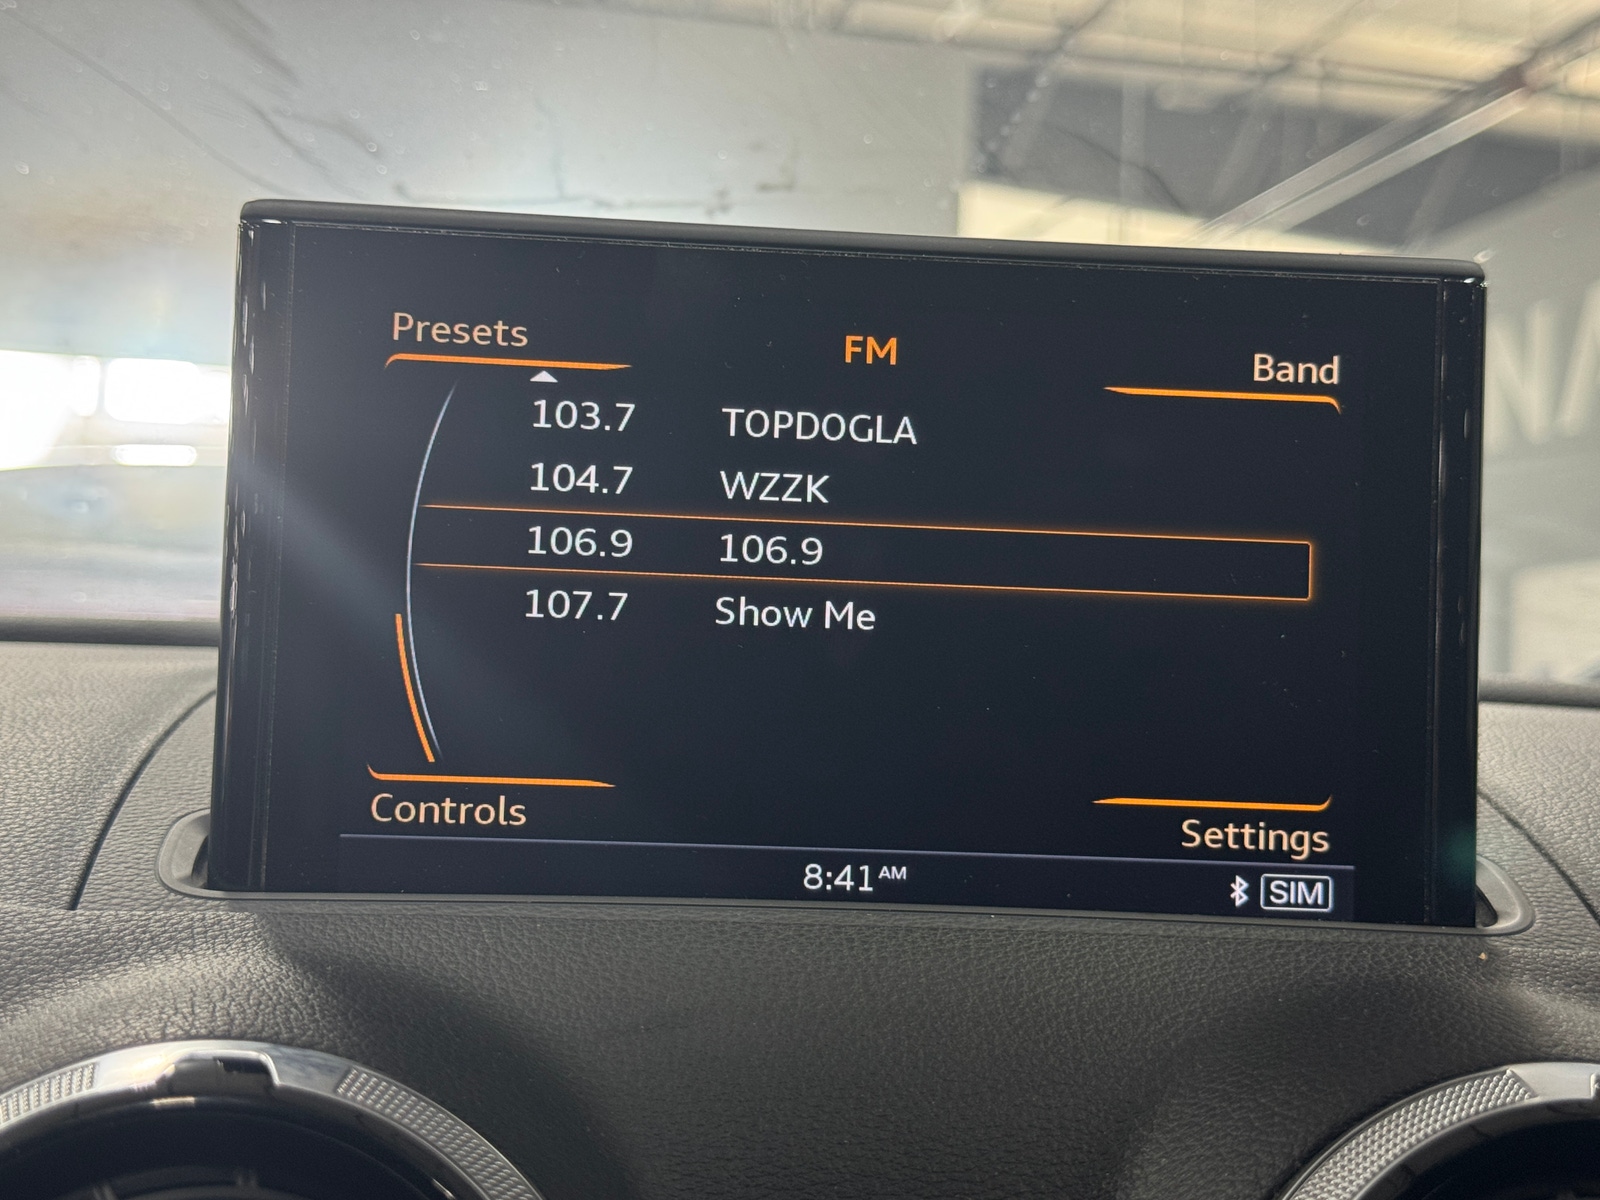 Presets
FM
Band
103.7 TOPDOGLA
104.7 WZZK
106.9 106.9
107.7 Show Me
Controls
Settings
8:41 AM
SIM